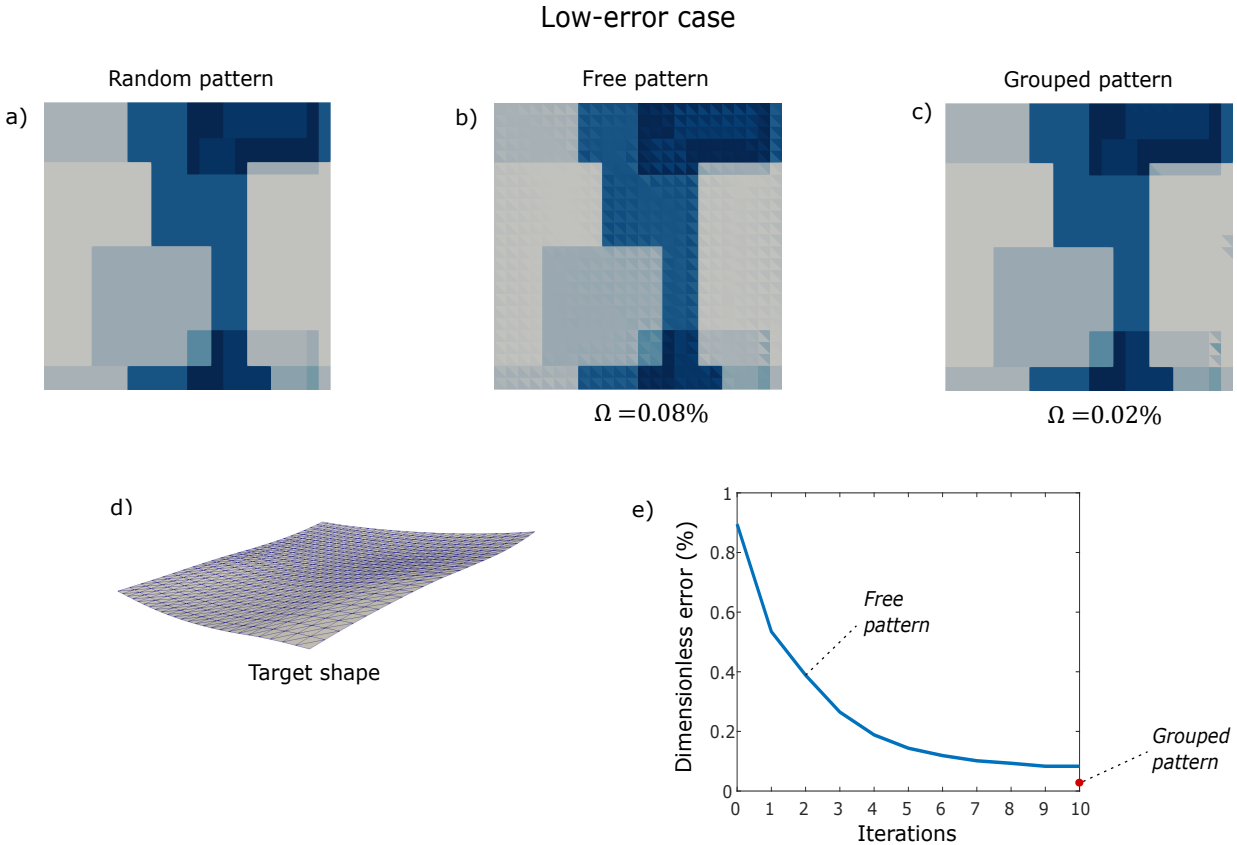 Low-error case
Random pattern
Free pattern
Grouped pattern
a)
b)
c)
Ω =0.08%
Ω =0.02%
d)
Target shape
e)
Dimensionless error (%)
1
0.8
0.6
0.4
0.2
0
0 1 2 3 4 5 6 7 8 9 10
Iterations
Free
pattern
Grouped
pattern